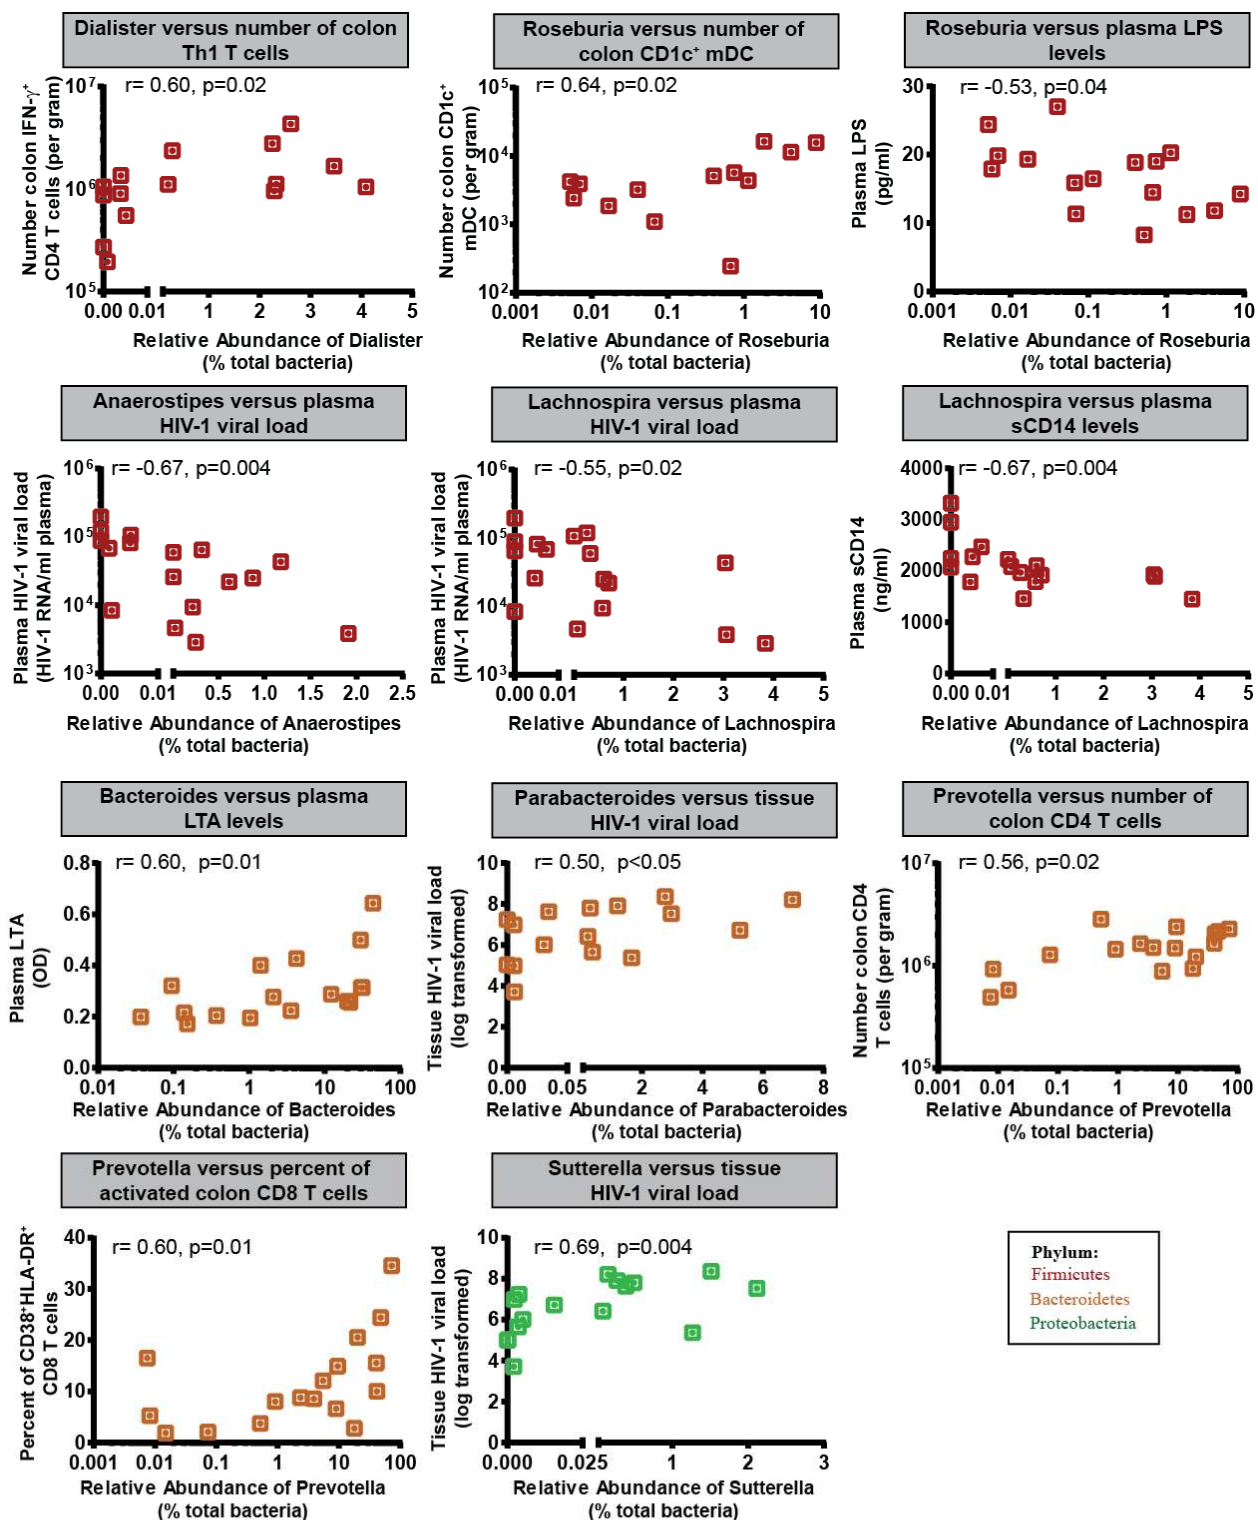 Dialister versus number of colon
Th1 T cells
r= 0.60, p=0.02
Number colon IFN-γ⁺
CD4 T cells (per gram)
10⁷
10⁶
10⁵
0.00 0.01 1 2 3 4 5
Relative Abundance of Dialister
(% total bacteria)
Roseburia versus number of
colon CD1c⁺ mDC
r= 0.64, p=0.02
Number colon CD1c⁺
mDC (per gram)
10⁵
10⁴
10³
10²
0.001 0.01 0.1 1 10
Relative Abundance of Roseburia
(% total bacteria)
Roseburia versus plasma LPS
levels
r= -0.53, p=0.04
Plasma LPS
(pg/ml)
30
20
10
0
0.001 0.01 0.1 1 10
Relative Abundance of Roseburia
(% total bacteria)
Anaerostipes versus plasma
HIV-1 viral load
r= -0.67, p=0.004
Plasma HIV-1 viral load
(HIV-1 RNA/ml plasma)
10⁶
10⁵
10⁴
10³
0.00 0.01 0.5 1.0 1.5 2.0 2.5
Relative Abundance of Anaerostipes
(% total bacteria)
Lachnospira versus plasma
HIV-1 viral load
r= -0.55, p=0.02
Plasma HIV-1 viral load
(HIV-1 RNA/ml plasma)
10⁶
10⁵
10⁴
10³
0.00 0.01 1 2 3 4 5
Relative Abundance of Lachnospira
(% total bacteria)
Lachnospira versus plasma
sCD14 levels
r= -0.67, p=0.004
Plasma sCD14
(ng/ml)
4000
3000
2000
1000
0
0.00 0.01 1 2 3 4 5
Relative Abundance of Lachnospira
(% total bacteria)
Bacteroides versus plasma
LTA levels
r= 0.60, p=0.01
Plasma LTA
(OD)
0.8
0.6
0.4
0.2
0.0
0.01 0.1 1 10 100
Relative Abundance of Bacteroides
(% total bacteria)
Parabacteroides versus tissue
HIV-1 viral load
r= 0.50, p<0.05
Tissue HIV-1 viral load
(log transformed)
10
8
6
4
2
0
0.00 0.05 2 4 6 8
Relative Abundance of Parabacteroides
(% total bacteria)
Prevotella versus number of
colon CD4 T cells
r= 0.56, p=0.02
Number colon CD4
T cells (per gram)
10⁷
10⁶
10⁵
0.001 0.01 0.1 1 10 100
Relative Abundance of Prevotella
(% total bacteria)
Prevotella versus percent of
activated colon CD8 T cells
r= 0.60, p=0.01
Percent of CD38⁺HLA-DR⁺
CD8 T cells
40
30
20
10
0
0.001 0.01 0.1 1 10 100
Relative Abundance of Prevotella
(% total bacteria)
Sutterella versus tissue
HIV-1 viral load
r= 0.69, p=0.004
Tissue HIV-1 viral load
(log transformed)
10
8
6
4
2
0
0.000 0.025 1 2 3
Relative Abundance of Sutterella
(% total bacteria)
Phylum:
Firmicutes
Bacteroidetes
Proteobacteria